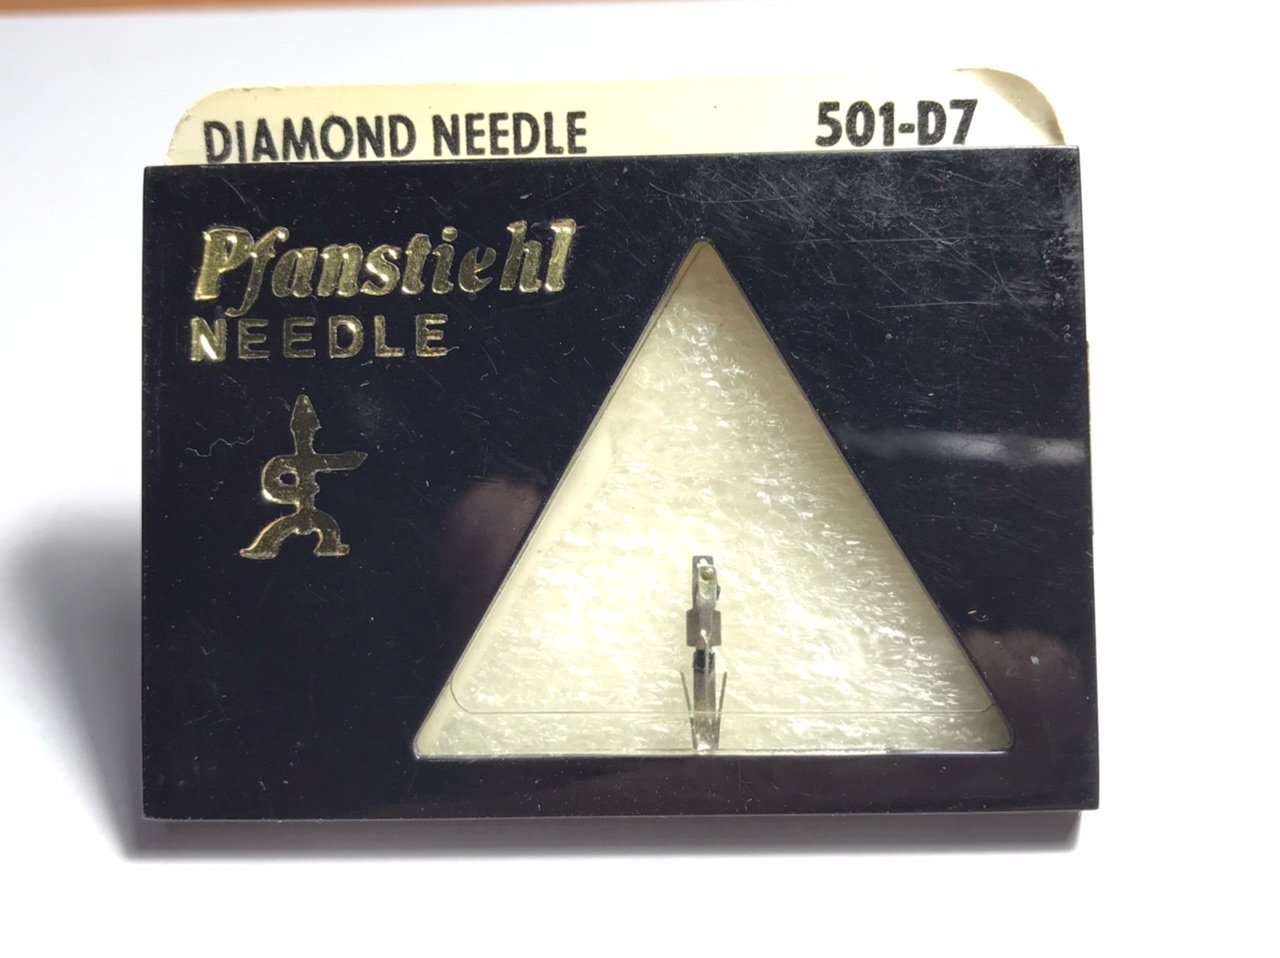 DIAMOND NEEDLE 501-D7
Pfanstiehl
NEEDLE